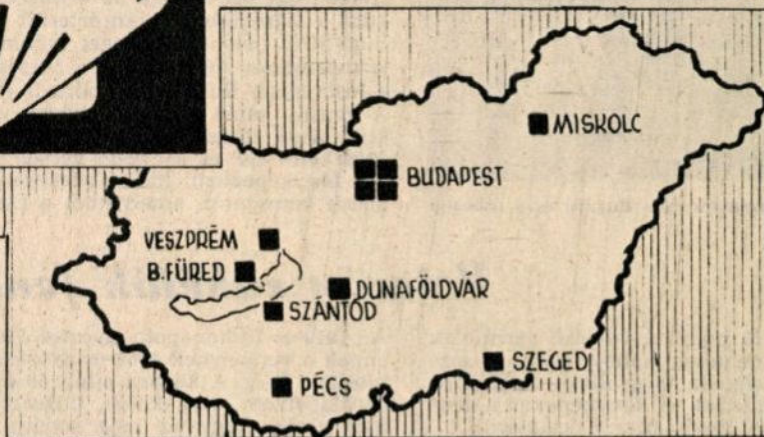 MISKOLC
BUDAPEST
VESZPRÉM
B.FÜRED
DUNAFÖLDVÁR
SZÁNTÓD
SZEGED
PÉCS